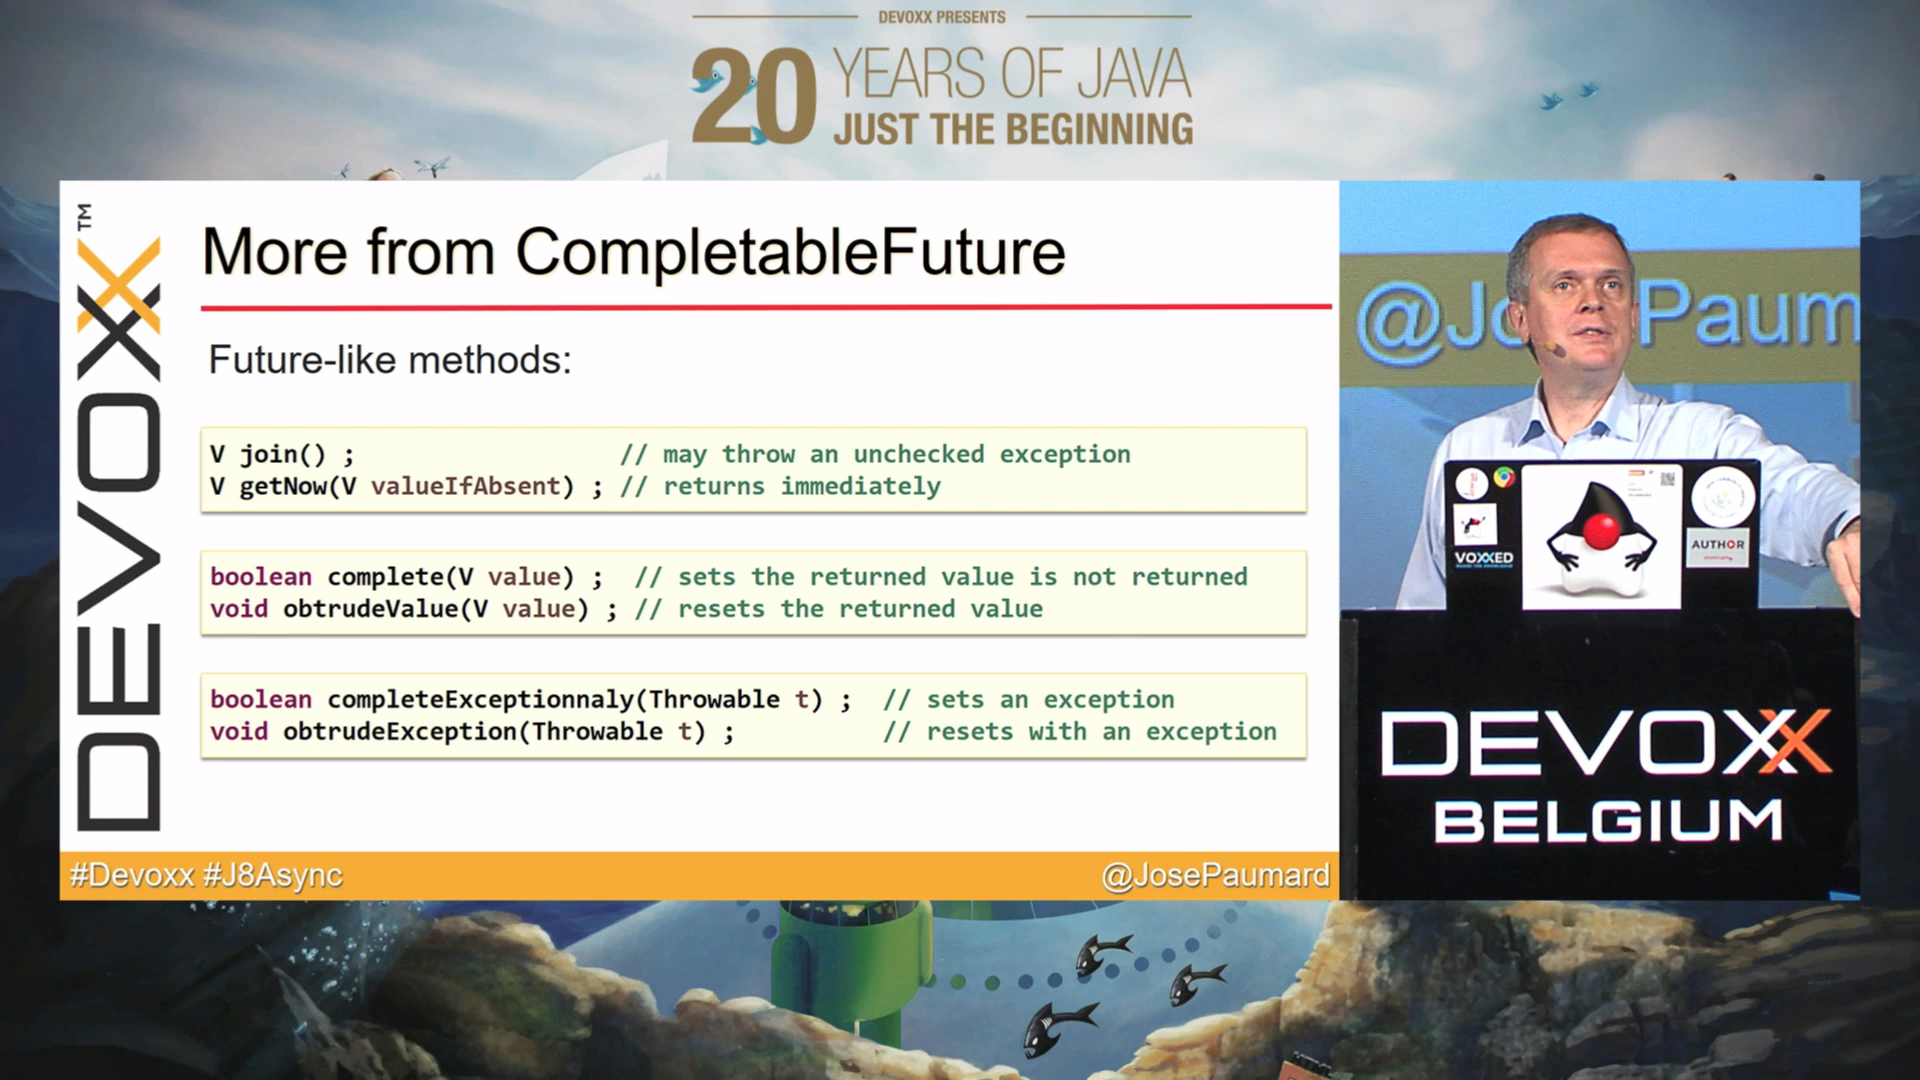 DEVOXX PRESENTS
20 YEARS OF JAVA
JUST THE BEGINNING
DEVOXX™
More from CompletableFuture
Future-like methods:
V join() ; // may throw an unchecked exception
V getNow(V valueIfAbsent) ; // returns immediately
boolean complete(V value) ; // sets the returned value is not returned
void obtrudeValue(V value) ; // resets the returned value
boolean completeExceptionnaly(Throwable t) ; // sets an exception
void obtrudeException(Throwable t) ; // resets with an exception
#Devoxx #J8Async
@JosePaumard
VOXXED
AUTHOR
DEVOXX
BELGIUM